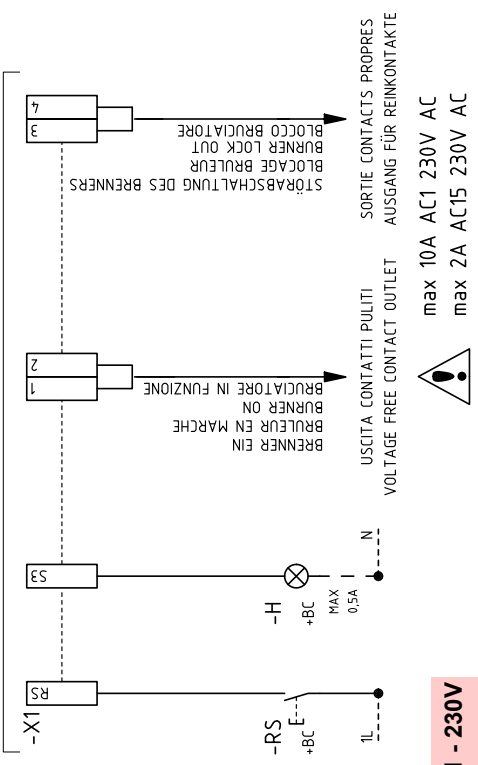 -X1
RS
S3
1 2
3 4
-RS
+BC
1L
-H
+BC
MAX
0,5A
N
BRUCIATORE IN FUNZIONE
BURNER ON
BRULEUR EN MARCHE
BRENNER EIN
BLOCCO BRUCIATORE
BURNER LOCK OUT
BLOCAGE BRULEUR
STÖRABSCHALTUNG DES BRENNERS
USCITA CONTATTI PULITI
VOLTAGE FREE CONTACT OUTLET
SORTIE CONTACTS PROPRES
AUSGANG FÜR REINKONTAKTE
max 10A AC1 230V AC
max 2A AC15 230V AC
- 230V